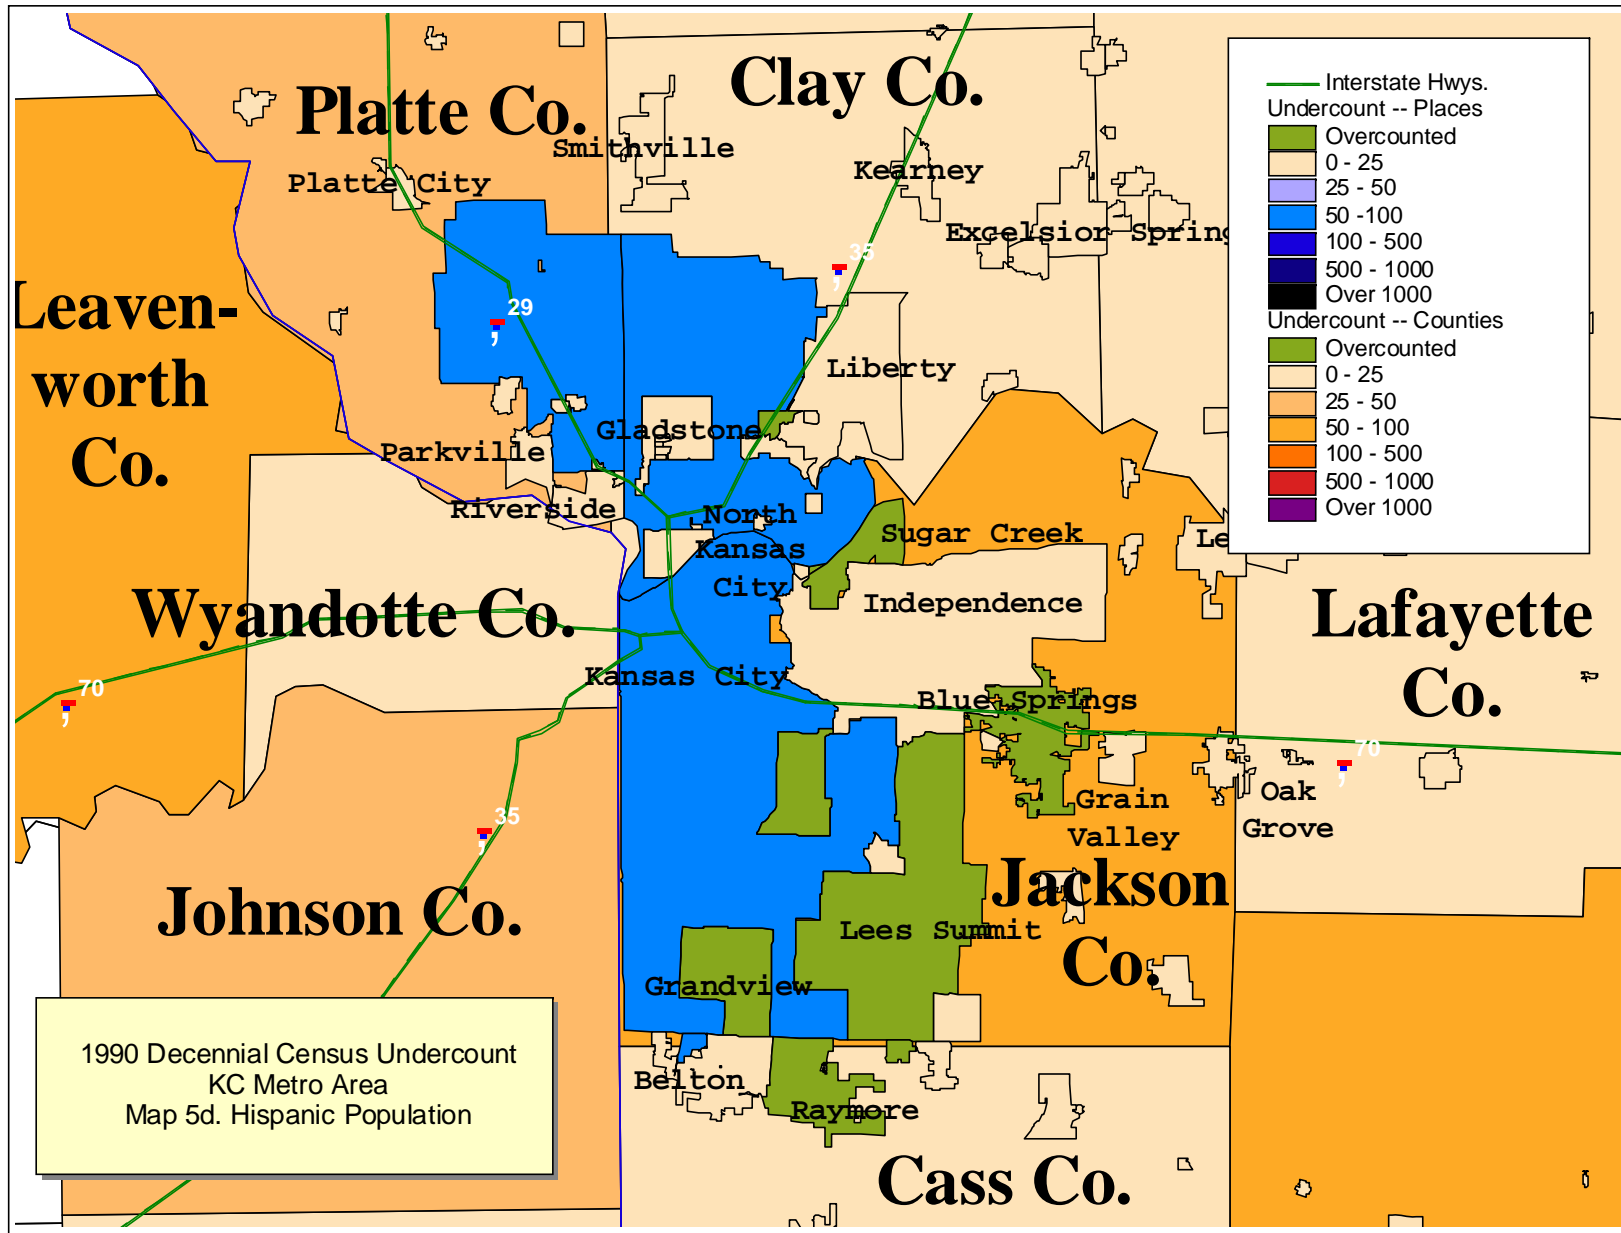 Clay Co.
Platte Co.
Smithville
Kearney
Platte City
Excelsior Spring
35
29
Leaven-
worth
Co.
Liberty
Gladstone
Parkville
Riverside
North
Kansas
City
Sugar Creek
Le
Independence
Wyandotte Co.
Lafayette
Co.
Kansas City
70
Blue Springs
70
Grain
Valley
Oak
Grove
35
Johnson Co.
Jackson
Co.
Lees Summit
Grandview
Belton
Raymore
Cass Co.
Interstate Hwys.
Undercount -- Places
Overcounted
0 - 25
25 - 50
50 -100
100 - 500
500 - 1000
Over 1000
Undercount -- Counties
Overcounted
0 - 25
25 - 50
50 - 100
100 - 500
500 - 1000
Over 1000
1990 Decennial Census Undercount
KC Metro Area
Map 5d. Hispanic Population